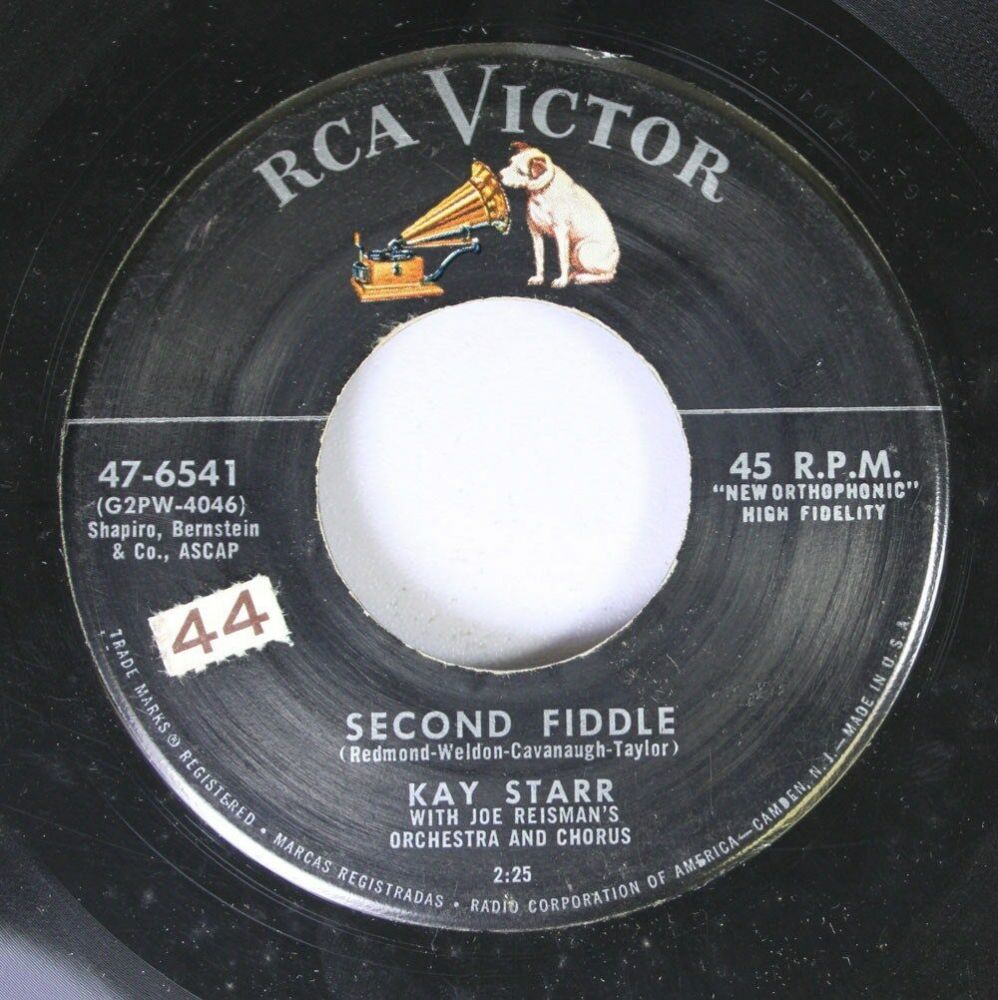 RCA VICTOR
47-6541
(G2PW-4046)
Shapiro, Bernstein
& Co., ASCAP
45 R.P.M.
"NEW ORTHOPHONIC"
HIGH FIDELITY
44
SECOND FIDDLE
(Redmond-Weldon-Cavanaugh-Taylor)
KAY STARR
WITH JOE REISMAN'S
ORCHESTRA AND CHORUS
2:25
TRADE MARKS ® REGISTERED • MARCAS REGISTRADAS • RADIO CORPORATION OF AMERICA—CAMDEN, N. J.—MADE IN U.S.A.